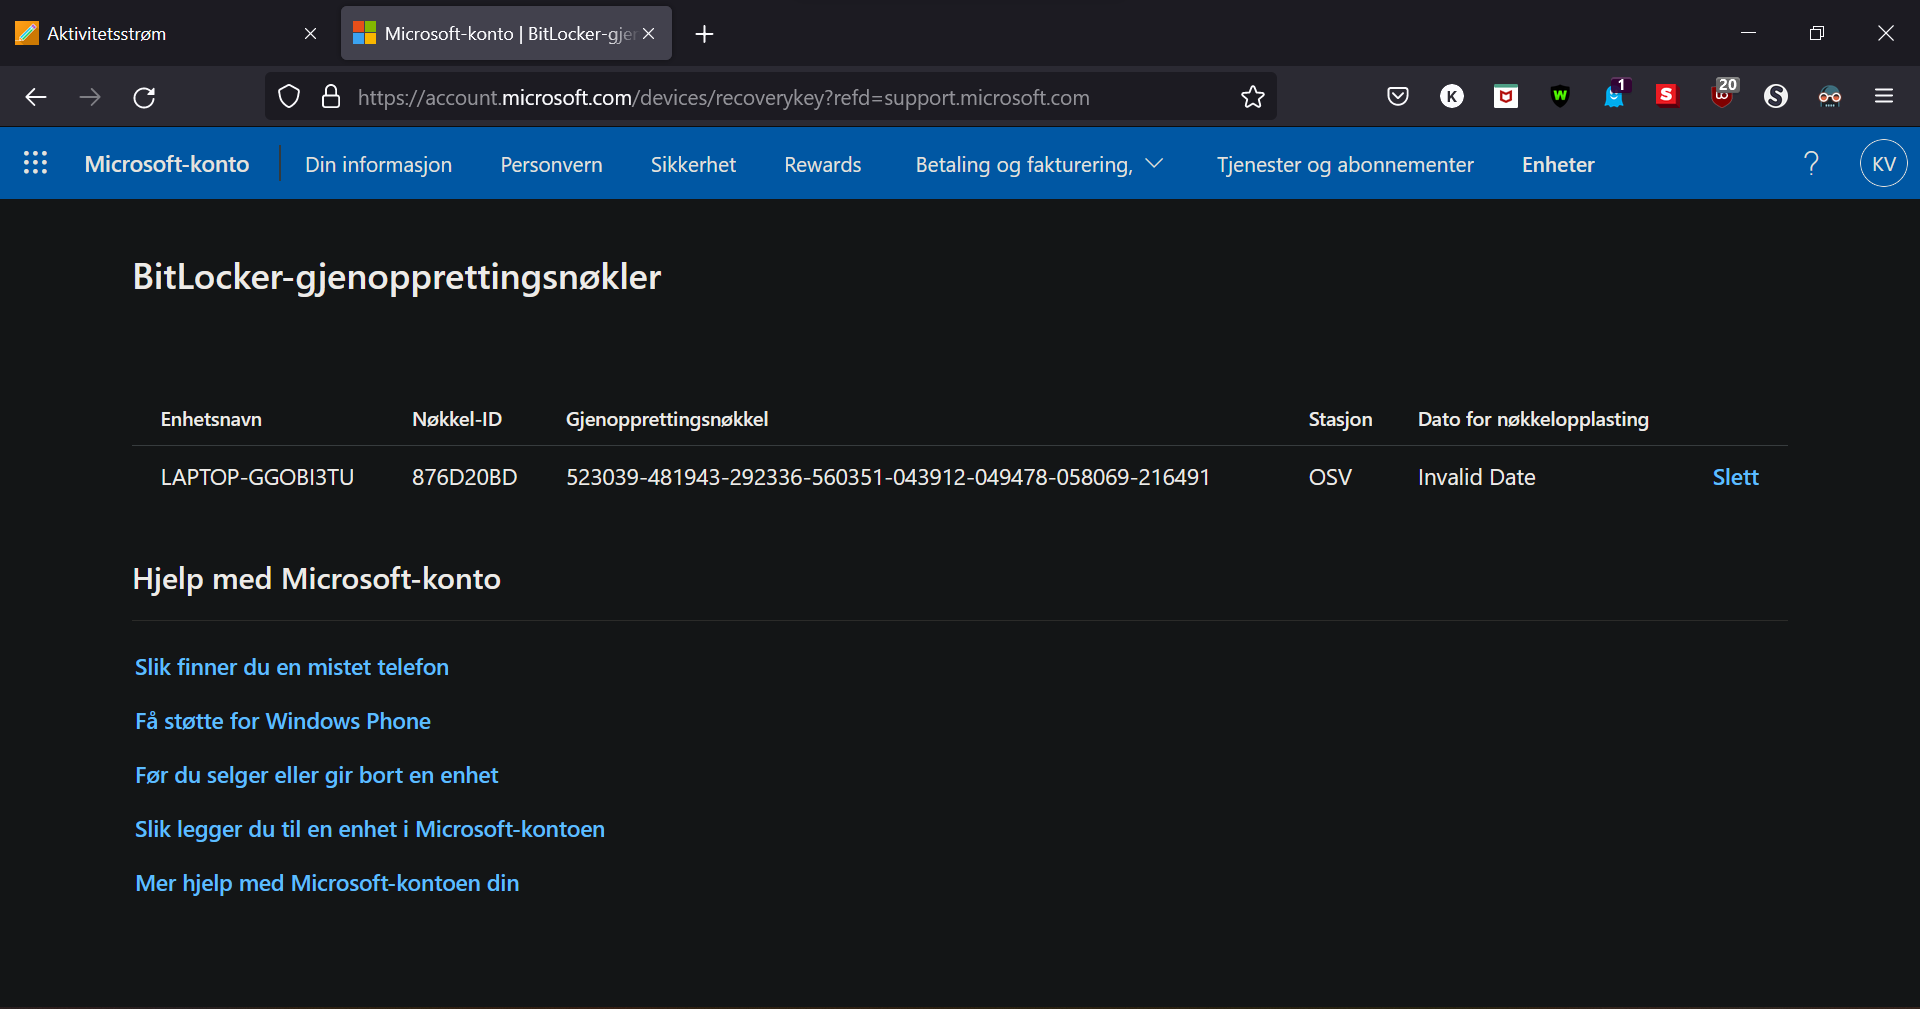 Aktivitetsstrøm
Microsoft-konto | BitLocker-gjen
https://account.microsoft.com/devices/recoverykey?refd=support.microsoft.com
K
W
1
S
20
S
Microsoft-konto
Din informasjon
Personvern
Sikkerhet
Rewards
Betaling og fakturering,
Tjenester og abonnementer
Enheter
?
KV
BitLocker-gjenopprettingsnøkler
Enhetsnavn Nøkkel-ID Gjenopprettingsnøkkel Stasjon Dato for nøkkelopplasting
LAPTOP-GGOBI3TU 876D20BD 523039-481943-292336-560351-043912-049478-058069-216491 OSV Invalid Date Slett
Hjelp med Microsoft-konto
Slik finner du en mistet telefon
Få støtte for Windows Phone
Før du selger eller gir bort en enhet
Slik legger du til en enhet i Microsoft-kontoen
Mer hjelp med Microsoft-kontoen din